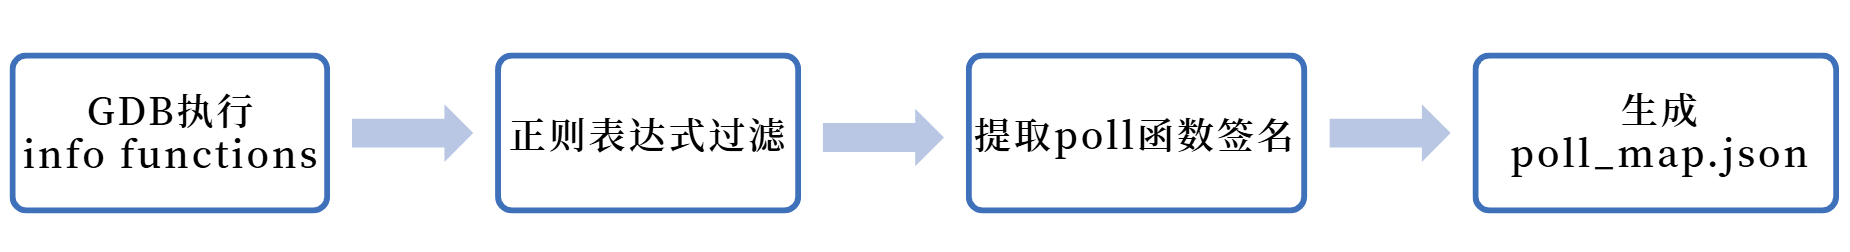 GDB执行
info functions
正则表达式过滤
提取poll函数签名
生成
poll_map.json